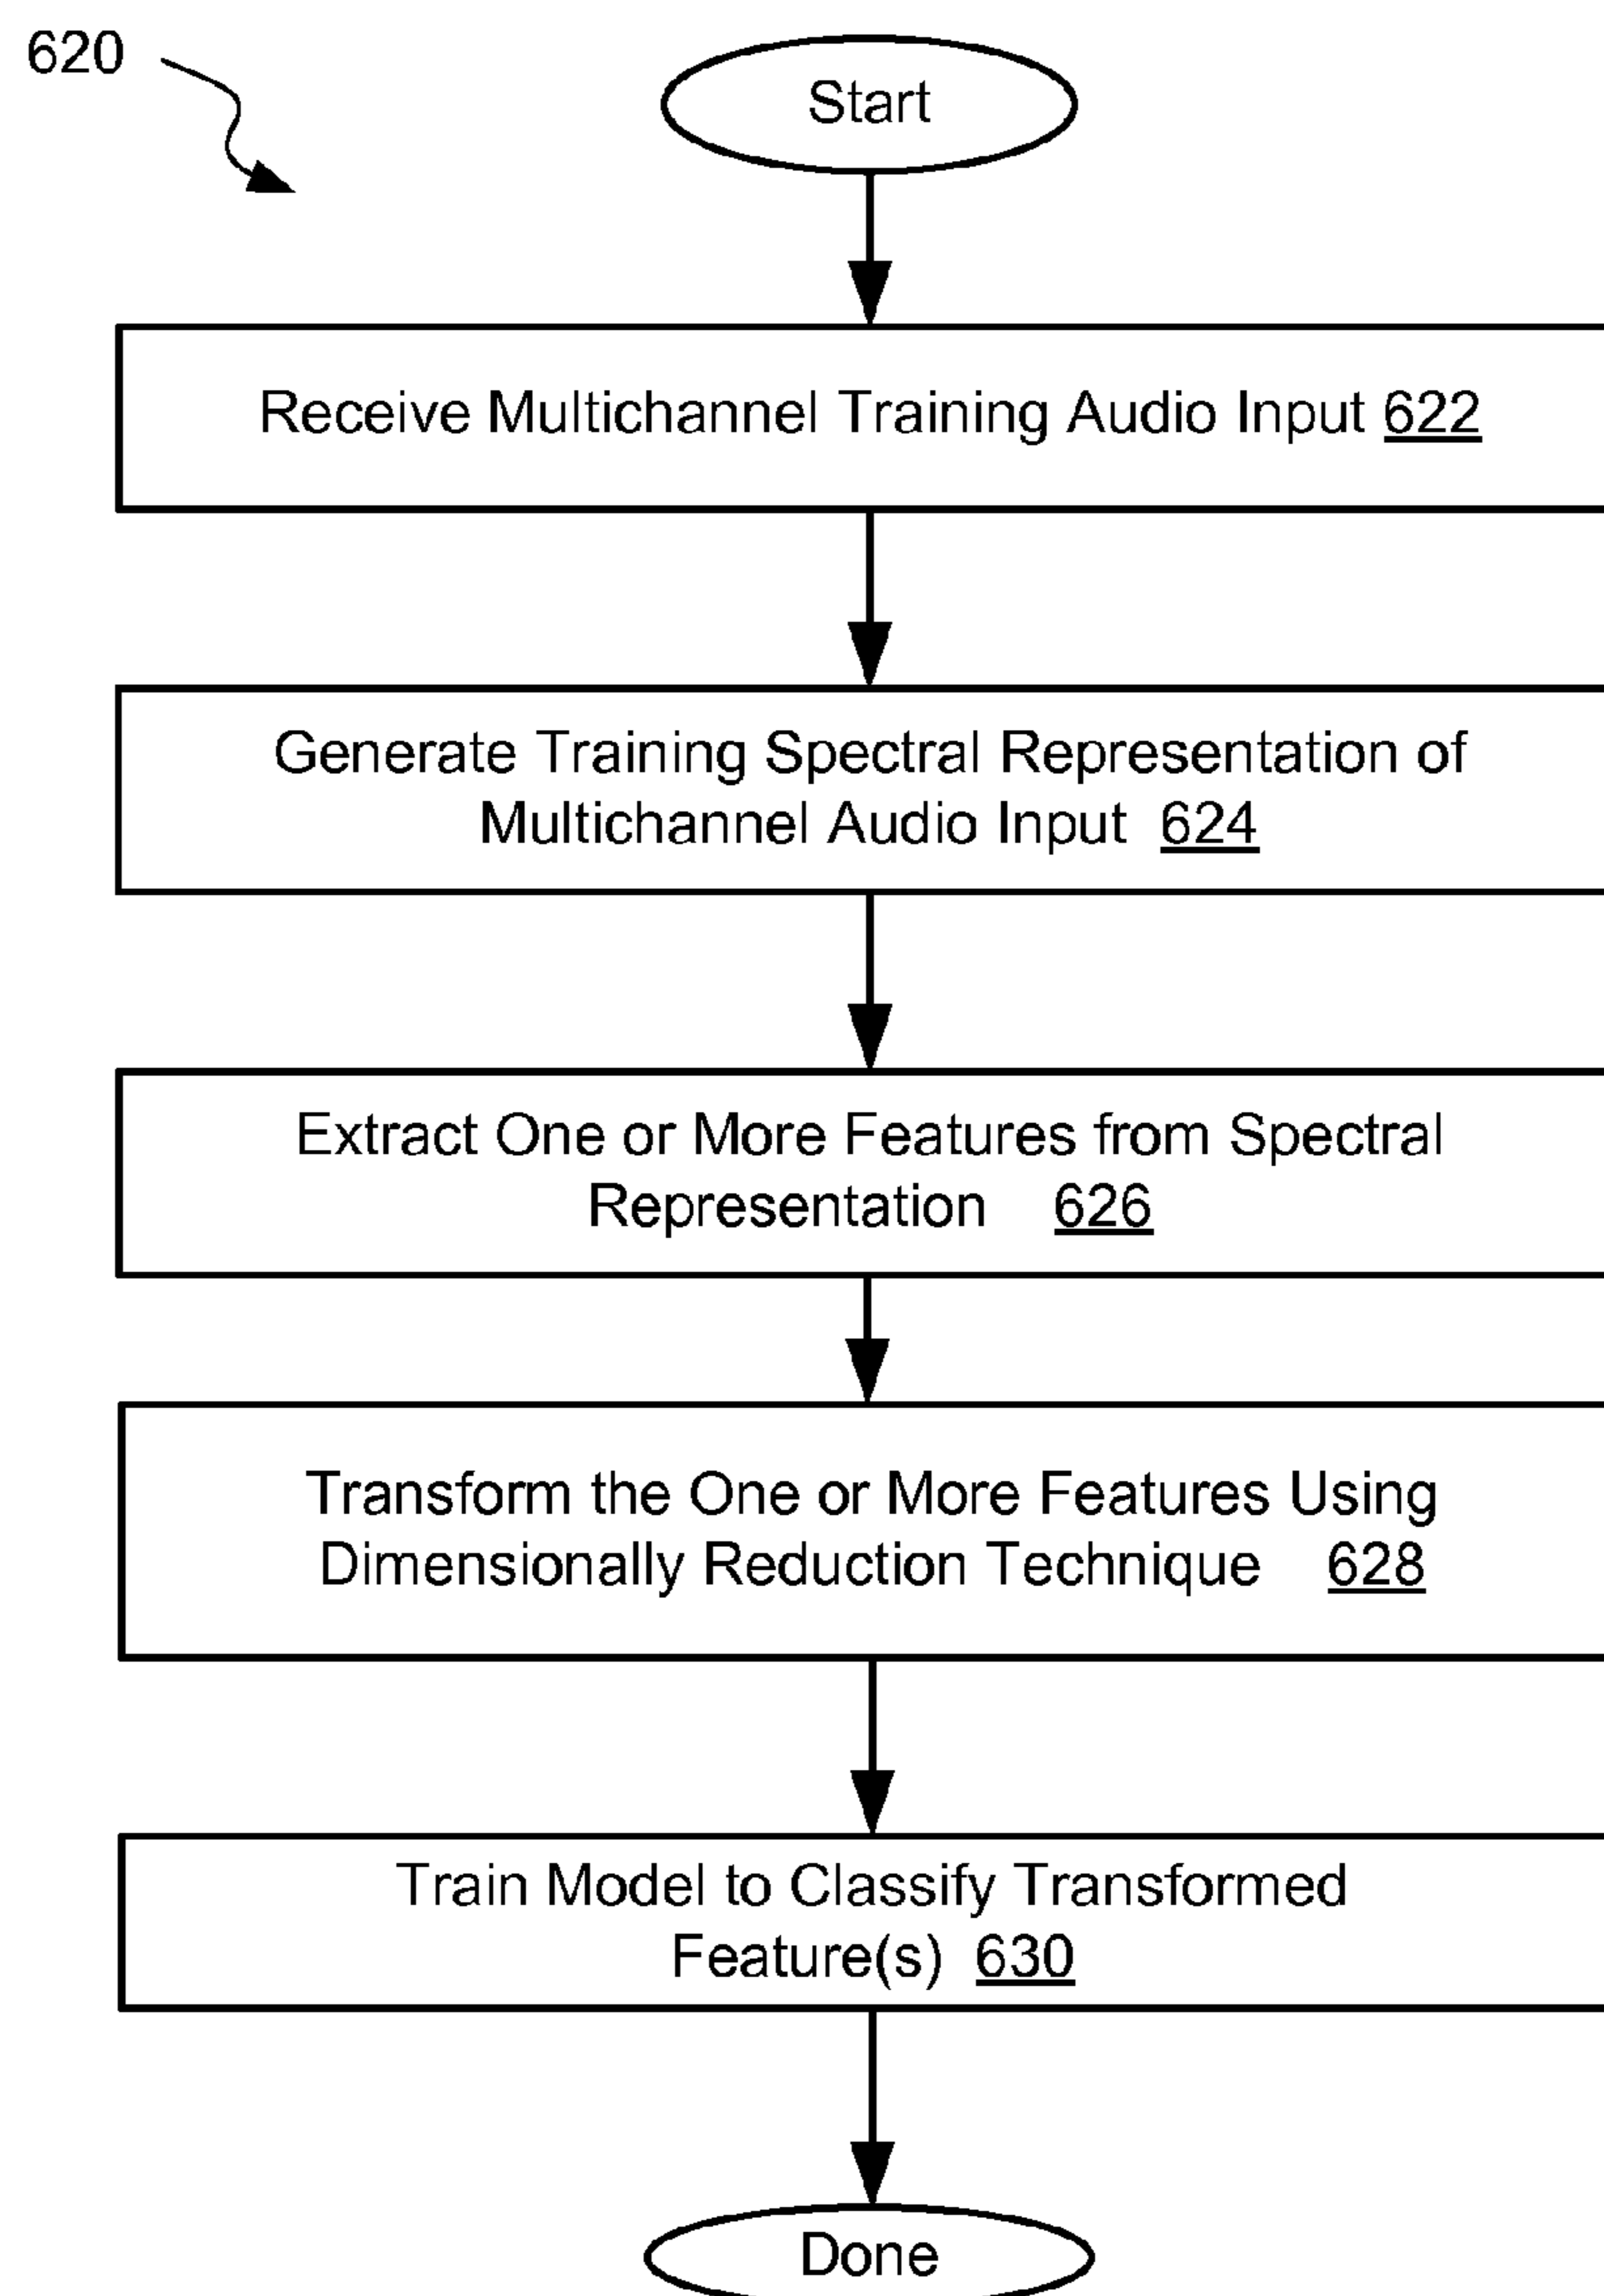 620
Start
Receive Multichannel Training Audio Input 622
Generate Training Spectral Representation of
Multichannel Audio Input 624
Extract One or More Features from Spectral
Representation 626
Transform the One or More Features Using
Dimensionally Reduction Technique 628
Train Model to Classify Transformed
Feature(s) 630
Done